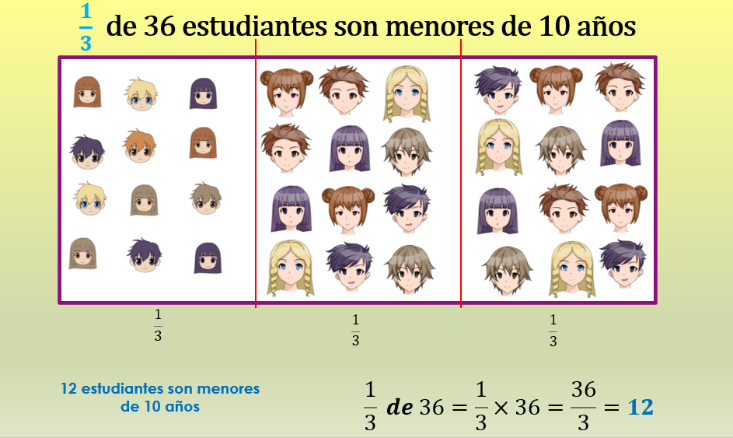 1/3 de 36 estudiantes son menores de 10 años
1/3 1/3 1/3
12 estudiantes son menores
de 10 años
1/3 de 36 = 1/3 × 36 = 36/3 = 12